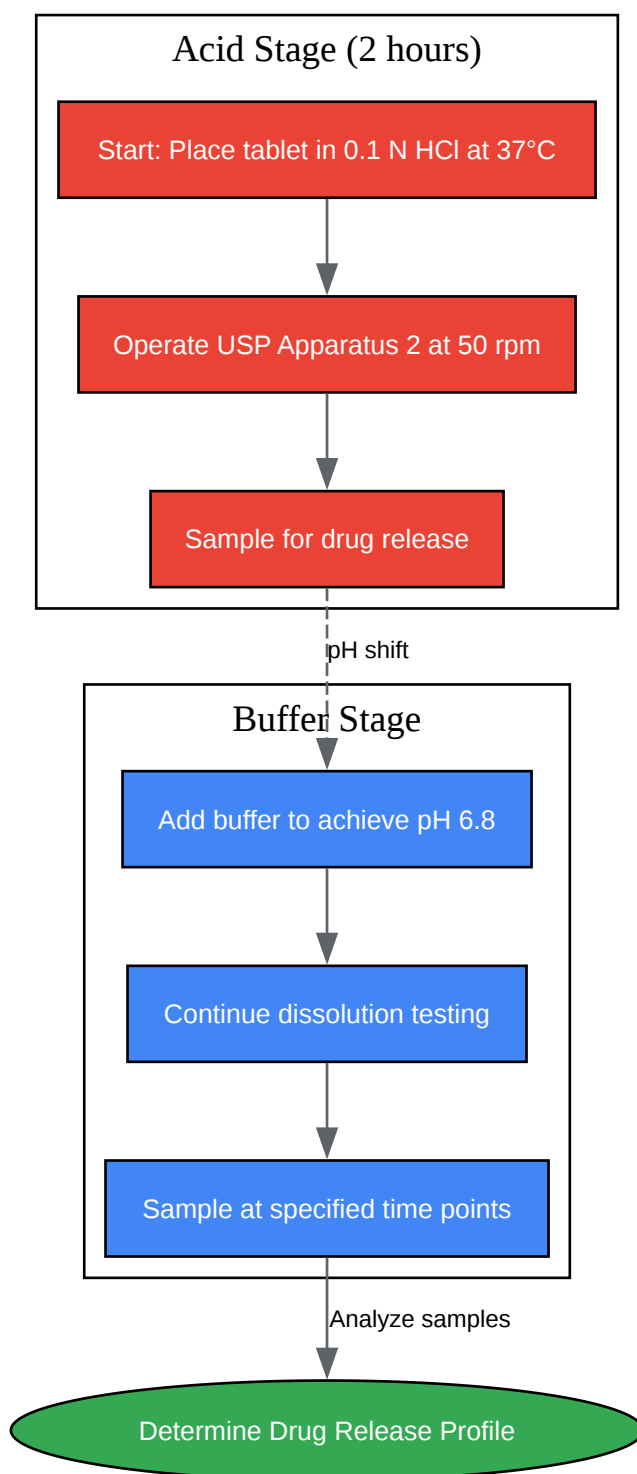 Acid Stage (2 hours)
Start: Place tablet in 0.1 N HCl at 37°C
Operate USP Apparatus 2 at 50 rpm
Sample for drug release
pH shift
Buffer Stage
Add buffer to achieve pH 6.8
Continue dissolution testing
Sample at specified time points
Analyze samples
Determine Drug Release Profile